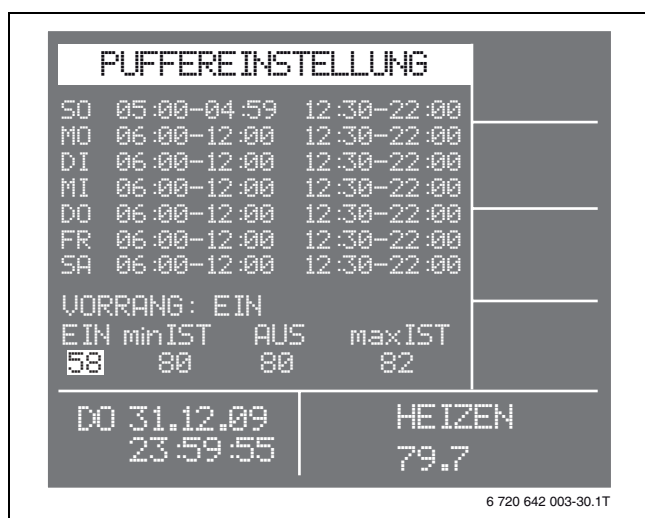 PUFFEREINSTELLUNG
SO 05:00-04:59 12:30-22:00
MO 06:00-12:00 12:30-22:00
DI 06:00-12:00 12:30-22:00
MI 06:00-12:00 12:30-22:00
DO 06:00-12:00 12:30-22:00
FR 06:00-12:00 12:30-22:00
SA 06:00-12:00 12:30-22:00
VORRANG: EIN
EIN minIST AUS maxIST
58 80 80 82
DO 31.12.09
23:59:55
HEIZEN
79.7
6 720 642 003-30.1T